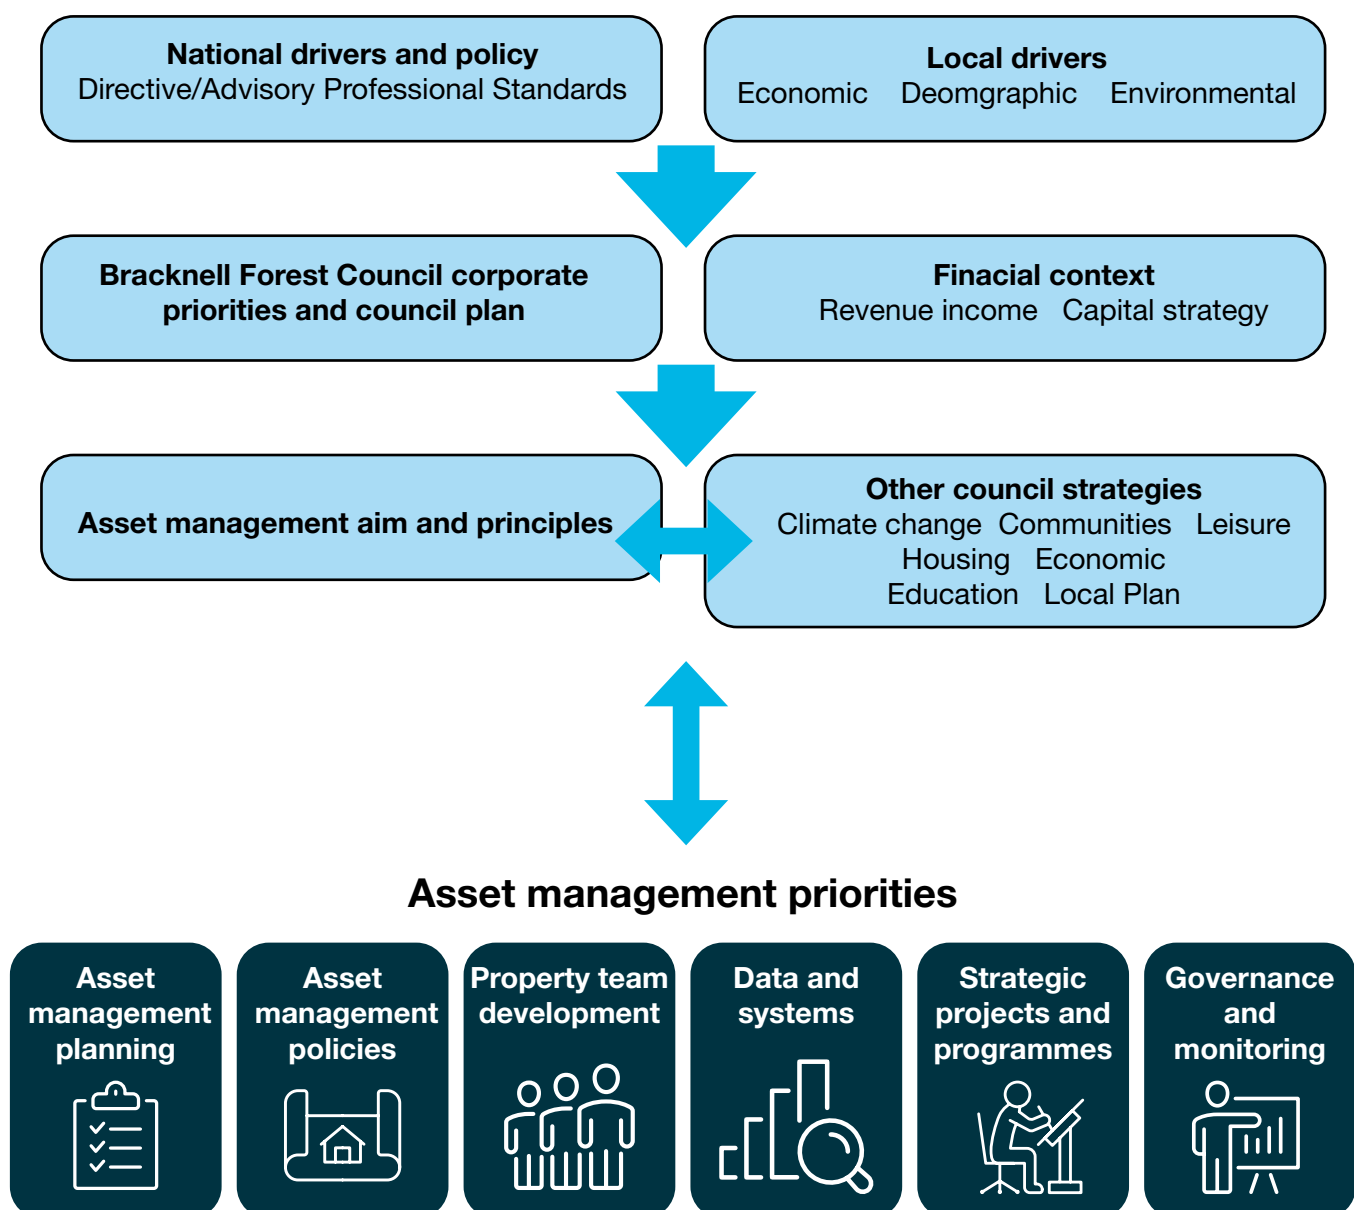 National drivers and policy
Directive/Advisory Professional Standards
Local drivers
Economic Deomgraphic Environmental
Bracknell Forest Council corporate
priorities and council plan
Finacial context
Revenue income Capital strategy
Asset management aim and principles
Other council strategies
Climate change Communities Leisure
Housing Economic
Education Local Plan
Asset management priorities
Asset
management
planning
Asset
management
policies
Property team
development
Data and
systems
Strategic
projects and
programmes
Governance
and
monitoring